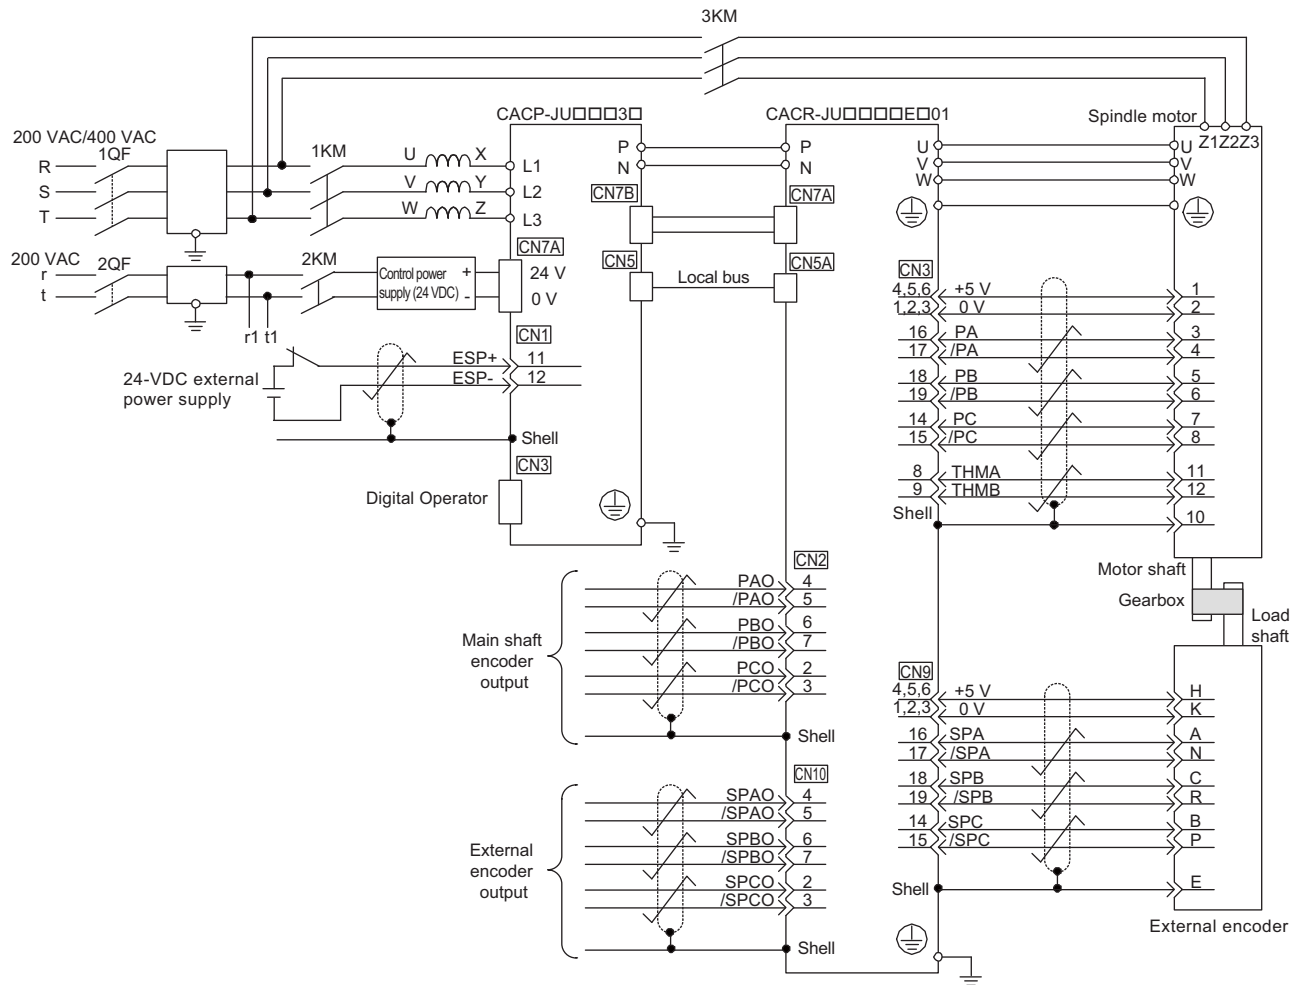 3KM
CACP-JU□□□3□
CACR-JU□□□□E□01
Spindle motor
Z1 Z2 Z3
200 VAC/400 VAC
1QF
1KM
R
S
T
U
X
V
Y
W
Z
L1
L2
L3
P
N
P
N
U
V
W
U
V
W
CN7B
CN7A
CN5
Local bus
CN5A
200 VAC
r
t
2QF
r1 t1
2KM
Control power
supply (24 VDC)
+
-
CN7A
24 V
0 V
CN1
ESP+ 11
ESP- 12
24-VDC external
power supply
Shell
CN3
Digital Operator
CN3
4,5,6 +5 V 1
1,2,3 0 V 2
16 PA 3
17 /PA 4
18 PB 5
19 /PB 6
14 PC 7
15 /PC 8
8 THMA 11
9 THMB 12
Shell 10
Motor shaft
Gearbox
Load
shaft
CN2
PAO 4
/PAO 5
PBO 6
/PBO 7
PCO 2
/PCO 3
Shell
Main shaft
encoder
output
CN10
SPAO 4
/SPAO 5
SPBO 6
/SPBO 7
SPCO 2
/SPCO 3
Shell
External
encoder
output
CN9
4,5,6 +5 V H
1,2,3 0 V K
16 SPA A
17 /SPA N
18 SPB C
19 /SPB R
14 SPC B
15 /SPC P
Shell E
External encoder